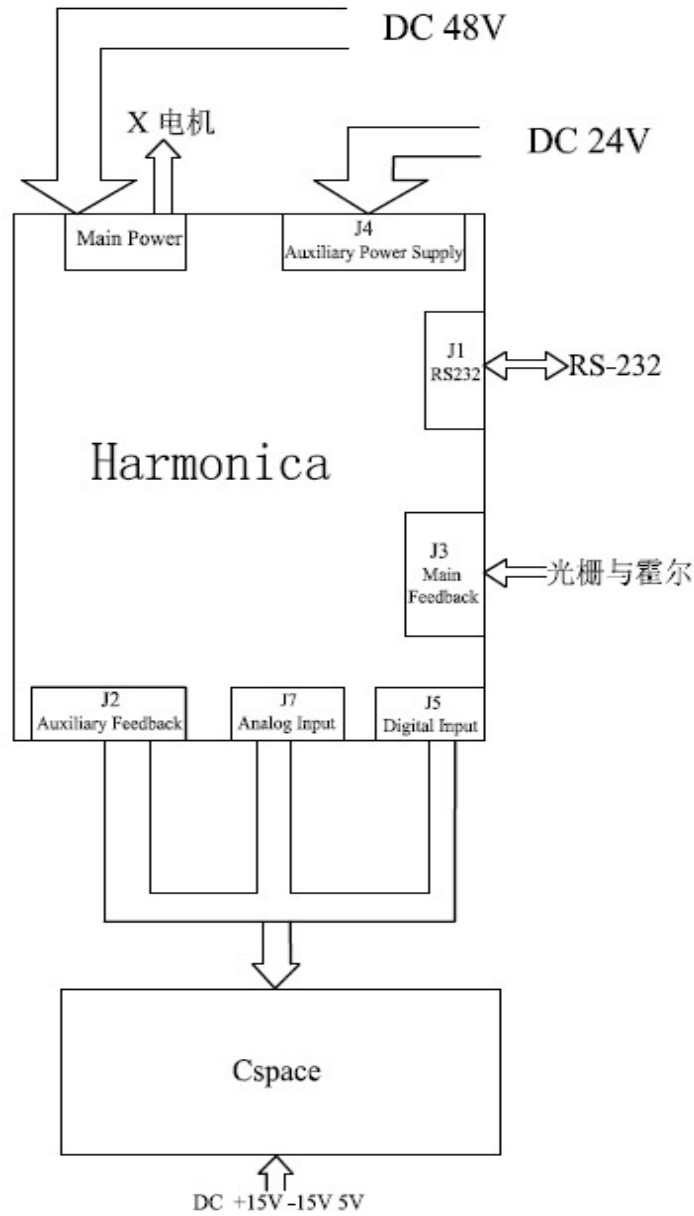 DC 48V
X 电机
DC 24V
Main Power
J4
Auxiliary Power Supply
J1
RS232
RS-232
Harmonica
J3
Main
Feedback
光栅与霍尔
J2
Auxiliary Feedback
J7
Analog Input
J5
Digital Input
Cspace
DC +15V -15V 5V